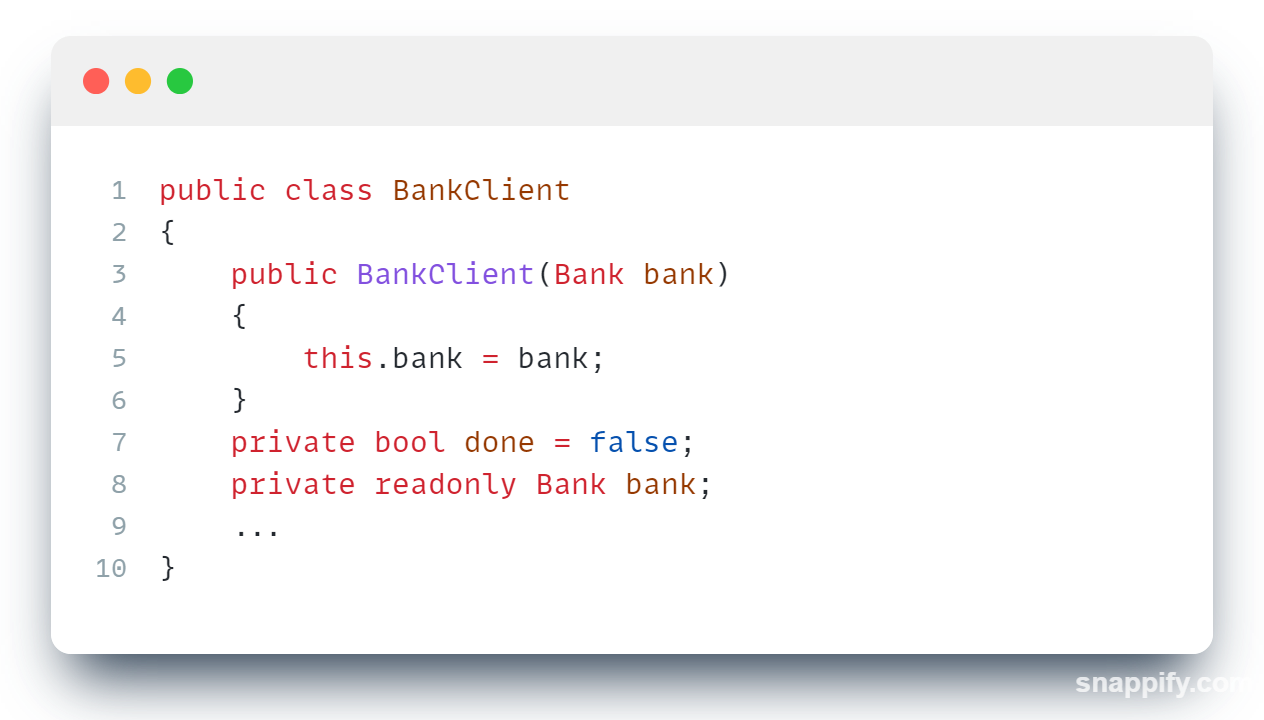 1 public class BankClient
2 {
3     public BankClient(Bank bank)
4     {
5         this.bank = bank;
6     }
7     private bool done = false;
8     private readonly Bank bank;
9     ...
10 }
snappify.com